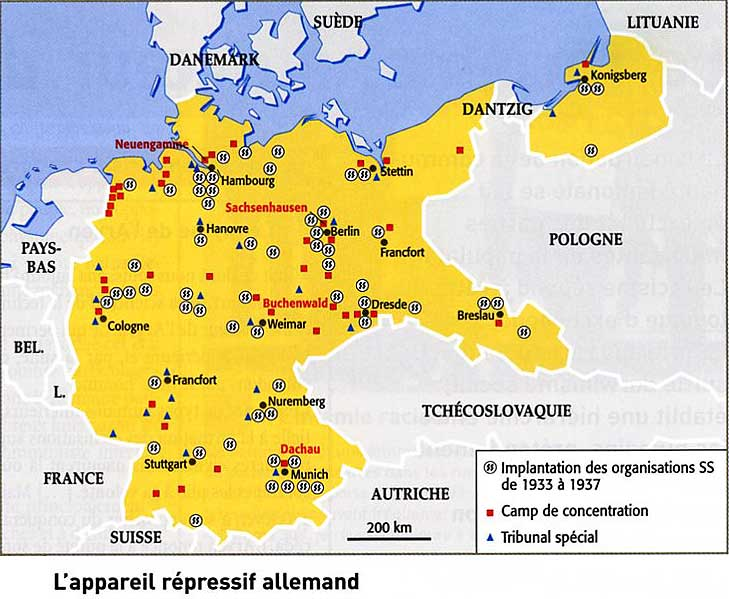 SUÈDE
LITUANIE
DANEMARK
Konigsberg
DANTZIG
Neuengamme
Stettin
Hambourg
Sachsenhausen
Hanovre
Berlin
PAYS-
BAS
Francfort
POLOGNE
Buchenwald
Dresde
Breslau
Cologne
Weimar
BEL.
L.
Francfort
Nuremberg
TCHÉCOSLOVAQUIE
Dachau
Stuttgart
Munich
FRANCE
AUTRICHE
SUISSE
200 km
Implantation des organisations SS
de 1933 à 1937
Camp de concentration
Tribunal spécial
L'appareil répressif allemand